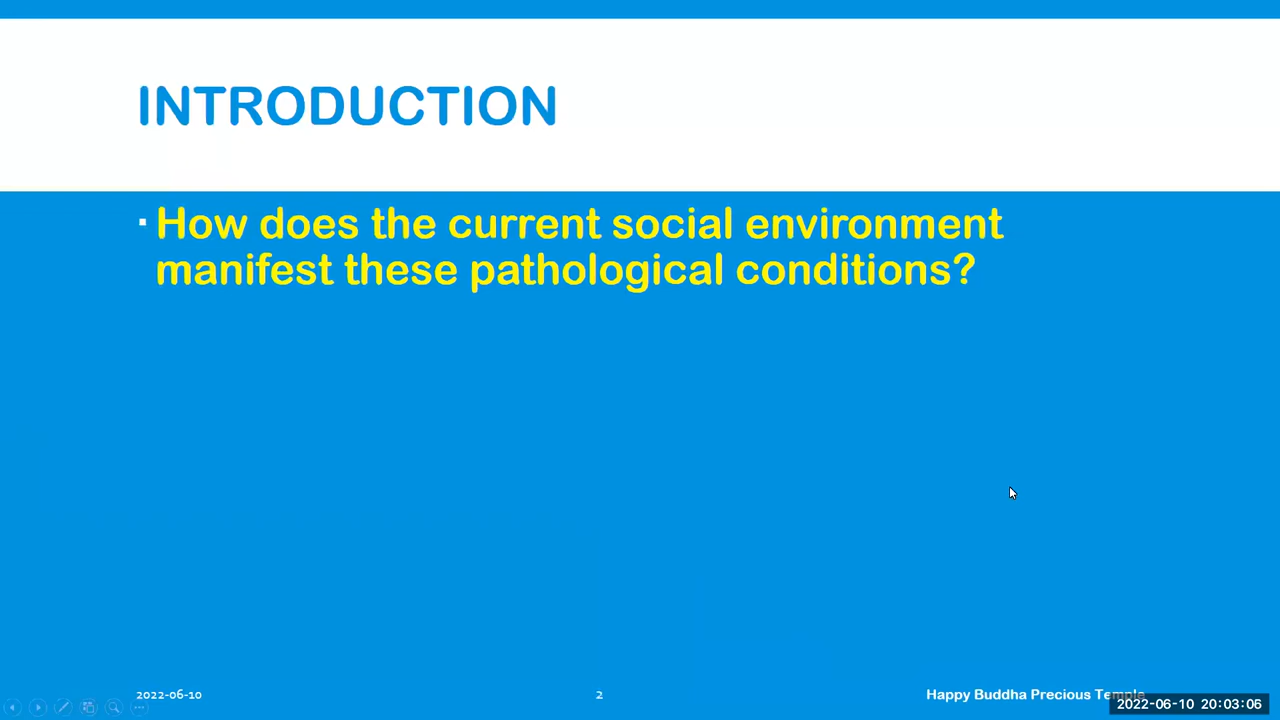 INTRODUCTION
▪ How does the current social environment
manifest these pathological conditions?
2022-06-10
2
Happy Buddha Precious Temple
2022-06-10 20:03:06